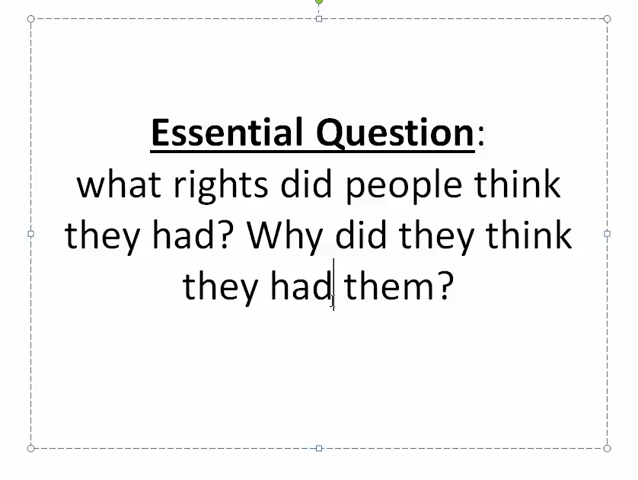 Essential Question:
what rights did people think
they had? Why did they think
they had them?